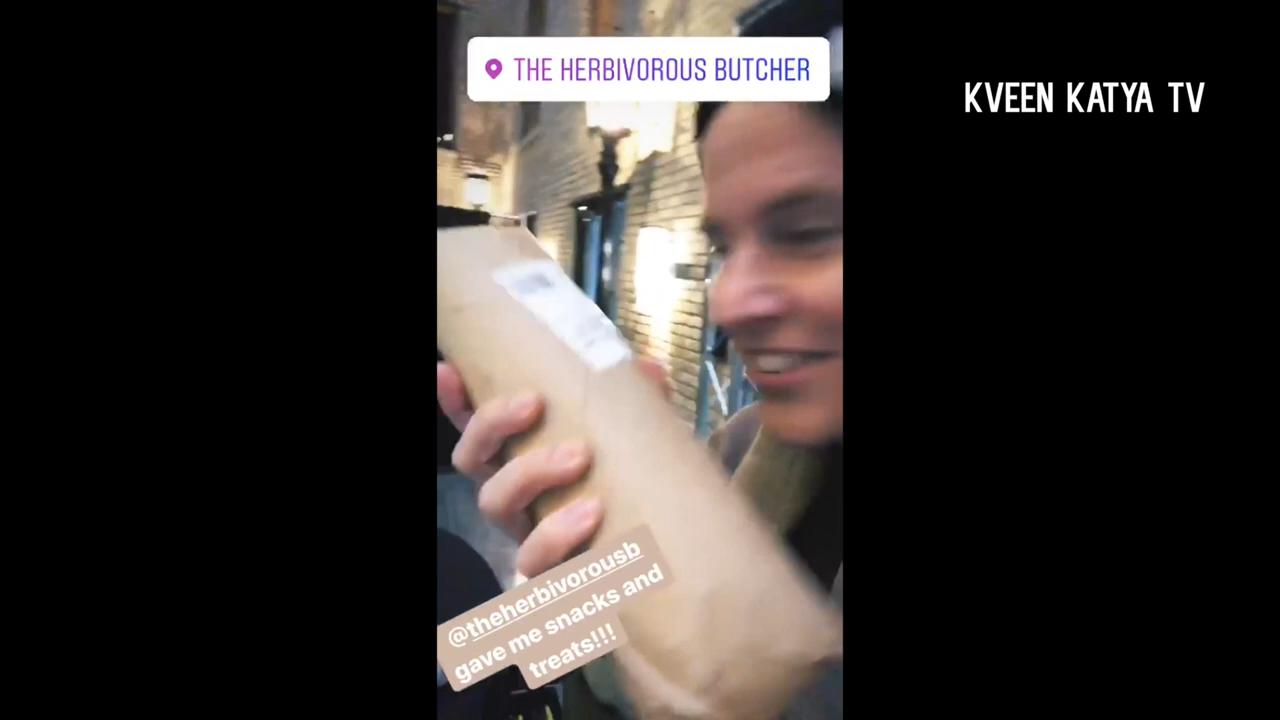 THE HERBIVOROUS BUTCHER
KVEEN KATYA TV
@theherbivorousb
gave me snacks and
treats!!!